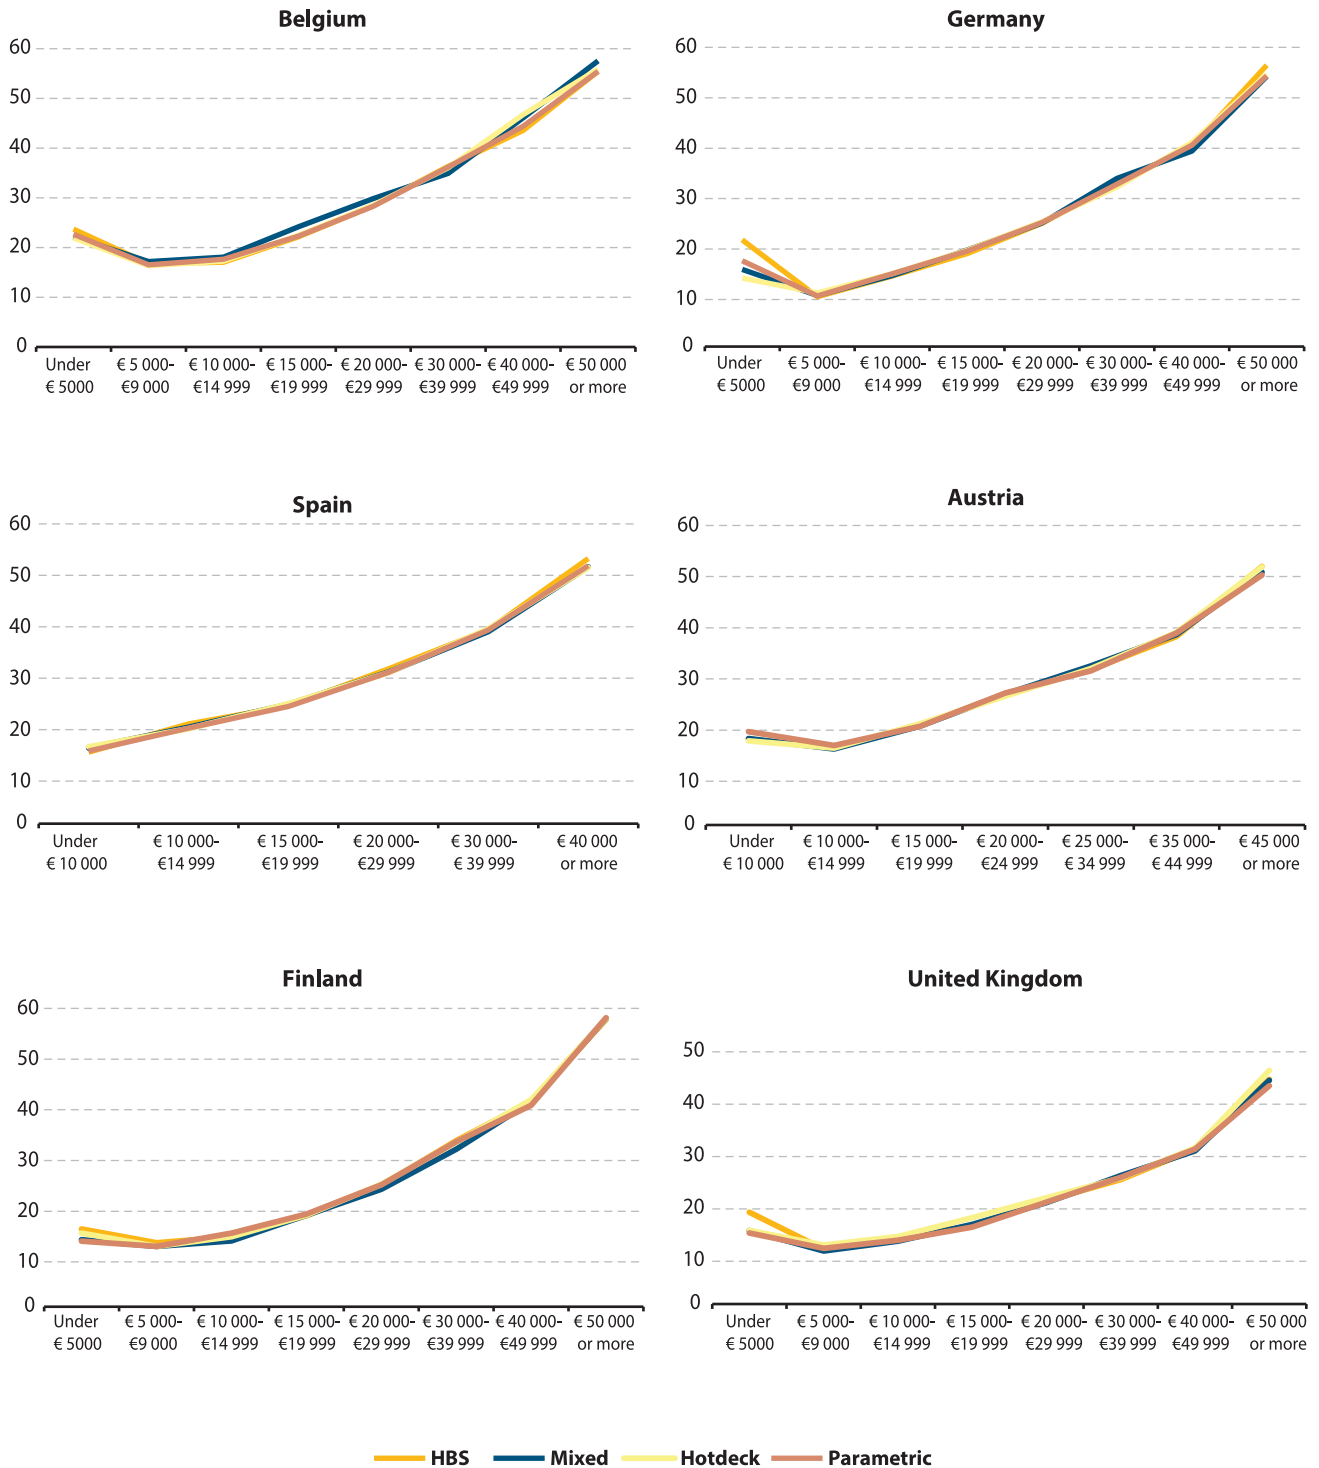 Belgium
60
50
40
30
20
10
0
Under € 5 000- € 10 000- € 15 000- € 20 000- € 30 000- € 40 000- € 50 000
€ 5000 €9 000 €14 999 €19 999 €29 999 €39 999 €49 999 or more
Germany
60
50
40
30
20
10
0
Under € 5 000- € 10 000- € 15 000- € 20 000- € 30 000- € 40 000- € 50 000
€ 5000 €9 000 €14 999 €19 999 €29 999 €39 999 €49 999 or more
Spain
60
50
40
30
20
10
0
Under € 10 000- € 15 000- € 20 000- € 30 000- € 40 000
€ 10 000 €14 999 €19 999 €29 999 € 39 999 or more
Austria
60
50
40
30
20
10
0
Under € 10 000- € 15 000- € 20 000- € 25 000- € 35 000- € 45 000
€ 10 000 €14 999 €19 999 €24 999 € 34 999 € 44 999 or more
Finland
60
50
40
30
20
10
0
Under € 5 000- € 10 000- € 15 000- € 20 000- € 30 000- € 40 000- € 50 000
€ 5000 €9 000 €14 999 €19 999 €29 999 €39 999 €49 999 or more
United Kingdom
50
40
30
20
10
0
Under € 5 000- € 10 000- € 15 000- € 20 000- € 30 000- € 40 000- € 50 000
€ 5000 €9 000 €14 999 €19 999 €29 999 €39 999 €49 999 or more
HBS Mixed Hotdeck Parametric